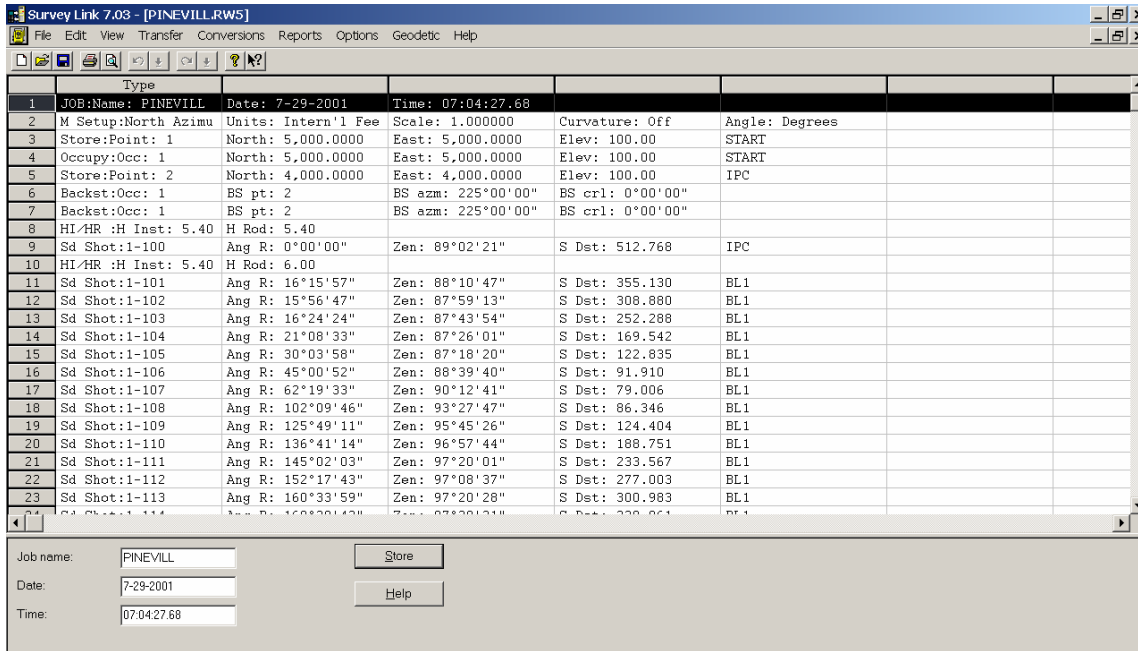 Survey Link 7.03 - [PINEVILL.RW5]
File Edit View Transfer Conversions Reports Options Geodetic Help
Type
1 JOB:Name: PINEVILL Date: 7-29-2001 Time: 07:04:27.68
2 M Setup:North Azimu Units: Intern'l Fee Scale: 1.000000 Curvature: Off Angle: Degrees
3 Store:Point: 1 North: 5,000.0000 East: 5,000.0000 Elev: 100.00 START
4 Occupy:Occ: 1 North: 5,000.0000 East: 5,000.0000 Elev: 100.00 START
5 Store:Point: 2 North: 4,000.0000 East: 4,000.0000 Elev: 100.00 IPC
6 Backst:Occ: 1 BS pt: 2 BS azm: 225°00'00" BS crl: 0°00'00"
7 Backst:Occ: 1 BS pt: 2 BS azm: 225°00'00" BS crl: 0°00'00"
8 HI/HR :H Inst: 5.40 H Rod: 5.40
9 Sd Shot:1-100 Ang R: 0°00'00" Zen: 89°02'21" S Dst: 512.768 IPC
10 HI/HR :H Inst: 5.40 H Rod: 6.00
11 Sd Shot:1-101 Ang R: 16°15'57" Zen: 88°10'47" S Dst: 355.130 BL1
12 Sd Shot:1-102 Ang R: 15°56'47" Zen: 87°59'13" S Dst: 308.880 BL1
13 Sd Shot:1-103 Ang R: 16°24'24" Zen: 87°43'54" S Dst: 252.288 BL1
14 Sd Shot:1-104 Ang R: 21°08'33" Zen: 87°26'01" S Dst: 169.542 BL1
15 Sd Shot:1-105 Ang R: 30°03'58" Zen: 87°18'20" S Dst: 122.835 BL1
16 Sd Shot:1-106 Ang R: 45°00'52" Zen: 88°39'40" S Dst: 91.910 BL1
17 Sd Shot:1-107 Ang R: 62°19'33" Zen: 90°12'41" S Dst: 79.006 BL1
18 Sd Shot:1-108 Ang R: 102°09'46" Zen: 93°27'47" S Dst: 86.346 BL1
19 Sd Shot:1-109 Ang R: 125°49'11" Zen: 95°45'26" S Dst: 124.404 BL1
20 Sd Shot:1-110 Ang R: 136°41'14" Zen: 96°57'44" S Dst: 188.751 BL1
21 Sd Shot:1-111 Ang R: 145°02'03" Zen: 97°20'01" S Dst: 233.567 BL1
22 Sd Shot:1-112 Ang R: 152°17'43" Zen: 97°08'37" S Dst: 277.003 BL1
23 Sd Shot:1-113 Ang R: 160°33'59" Zen: 97°20'28" S Dst: 300.983 BL1
Job name: PINEVILL Store
Date: 7-29-2001 Help
Time: 07:04:27.68